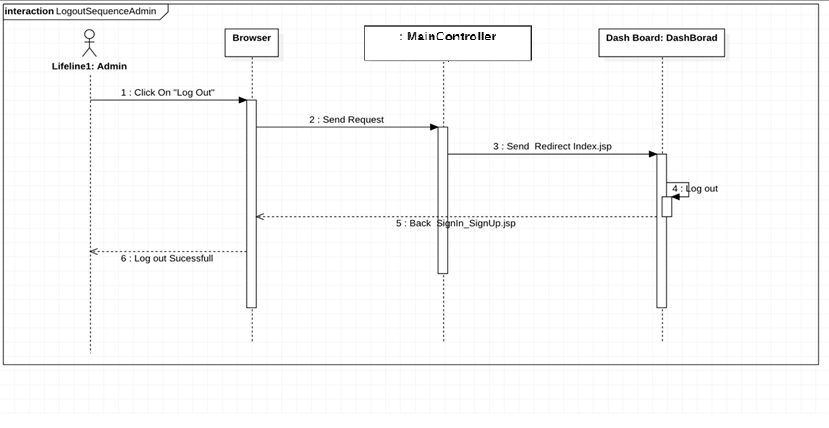 interaction LogoutSequenceAdmin
Browser
: MainController
Dash Board: DashBorad
Lifeline1: Admin
1 : Click On "Log Out"
2 : Send Request
3 : Send  Redirect Index.jsp
4 : Log out
5 : Back  SignIn_SignUp.jsp
6 : Log out Sucessfull